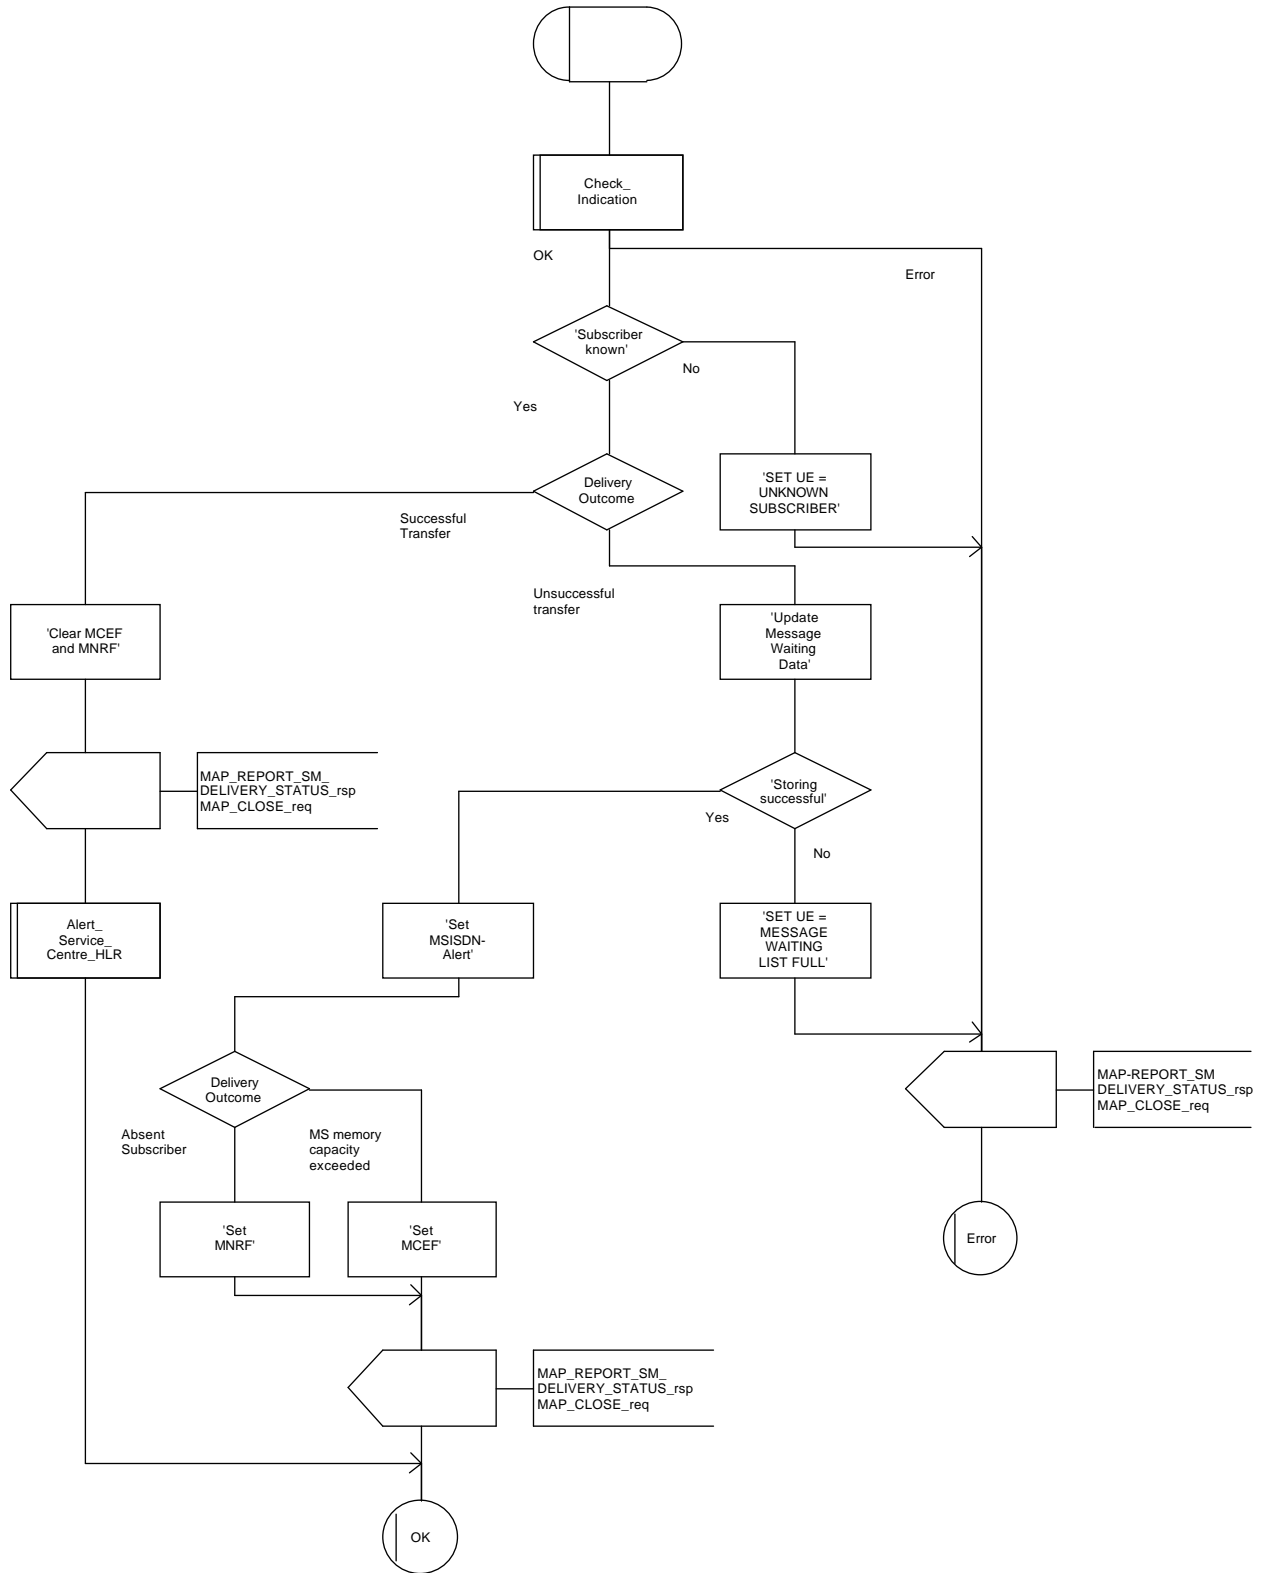 Check_
Indication
OK
Error
'Subscriber
known'
No
Yes
Delivery
Outcome
'SET UE =
UNKNOWN
SUBSCRIBER'
Successful
Transfer
Unsuccessful
transfer
'Clear MCEF
and MNRF'
'Update
Message
Waiting
Data'
MAP_REPORT_SM_
DELIVERY_STATUS_rsp
MAP_CLOSE_req
'Storing
successful'
Yes
No
Alert_
Service_
Centre_HLR
'Set
MSISDN-
Alert'
'SET UE =
MESSAGE
WAITING
LIST FULL'
Delivery
Outcome
MAP-REPORT_SM
DELIVERY_STATUS_rsp
MAP_CLOSE_req
Absent
Subscriber
MS memory
capacity
exceeded
'Set
MNRF'
'Set
MCEF'
Error
MAP_REPORT_SM_
DELIVERY_STATUS_rsp
MAP_CLOSE_req
OK